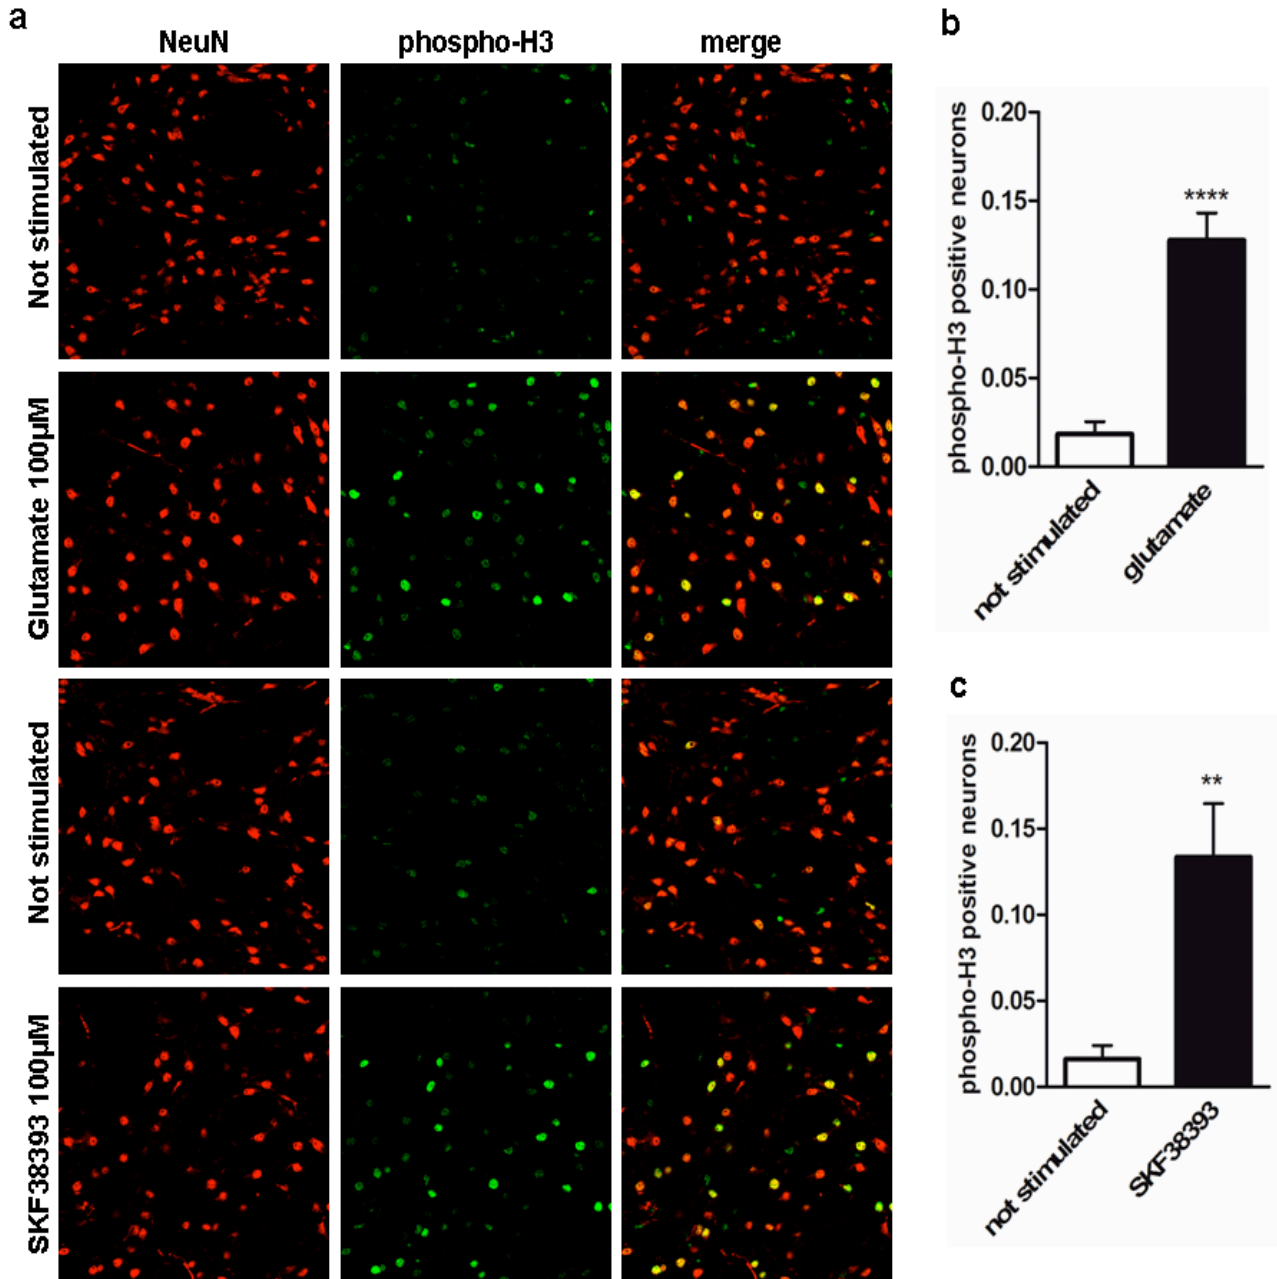 a
NeuN
phospho-H3
merge
Not stimulated
Glutamate 100µM
Not stimulated
SKF38393 100µM
b
phospho-H3 positive neurons
0.20
0.15
0.10
0.05
0.00
****
not stimulated
glutamate
c
phospho-H3 positive neurons
0.20
0.15
0.10
0.05
0.00
**
not stimulated
SKF38393